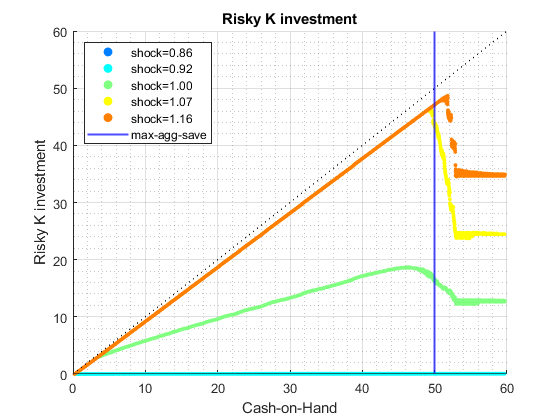 Risky K investment
60
50
40
30
20
10
0
Risky K investment
shock=0.86
shock=0.92
shock=1.00
shock=1.07
shock=1.16
max-agg-save
0 10 20 30 40 50 60
Cash-on-Hand